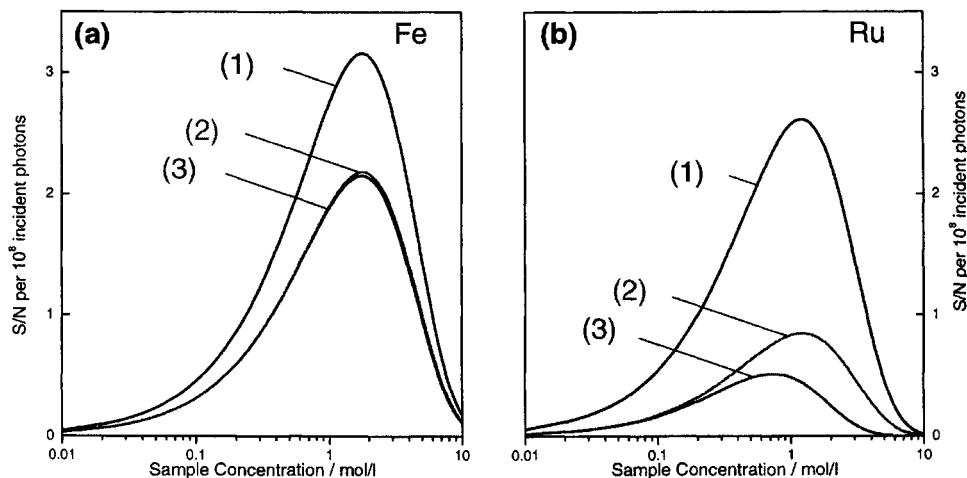 (a)
Fe
(1)
(2)
(3)
S/N per 10⁸ incident photons
3
2
1
0
0.01
0.1
1
10
Sample Concentration / mol/l
(b)
Ru
(1)
(2)
(3)
S/N per 10⁸ incident photons
3
2
1
0
0.01
0.1
1
10
Sample Concentration / mol/l